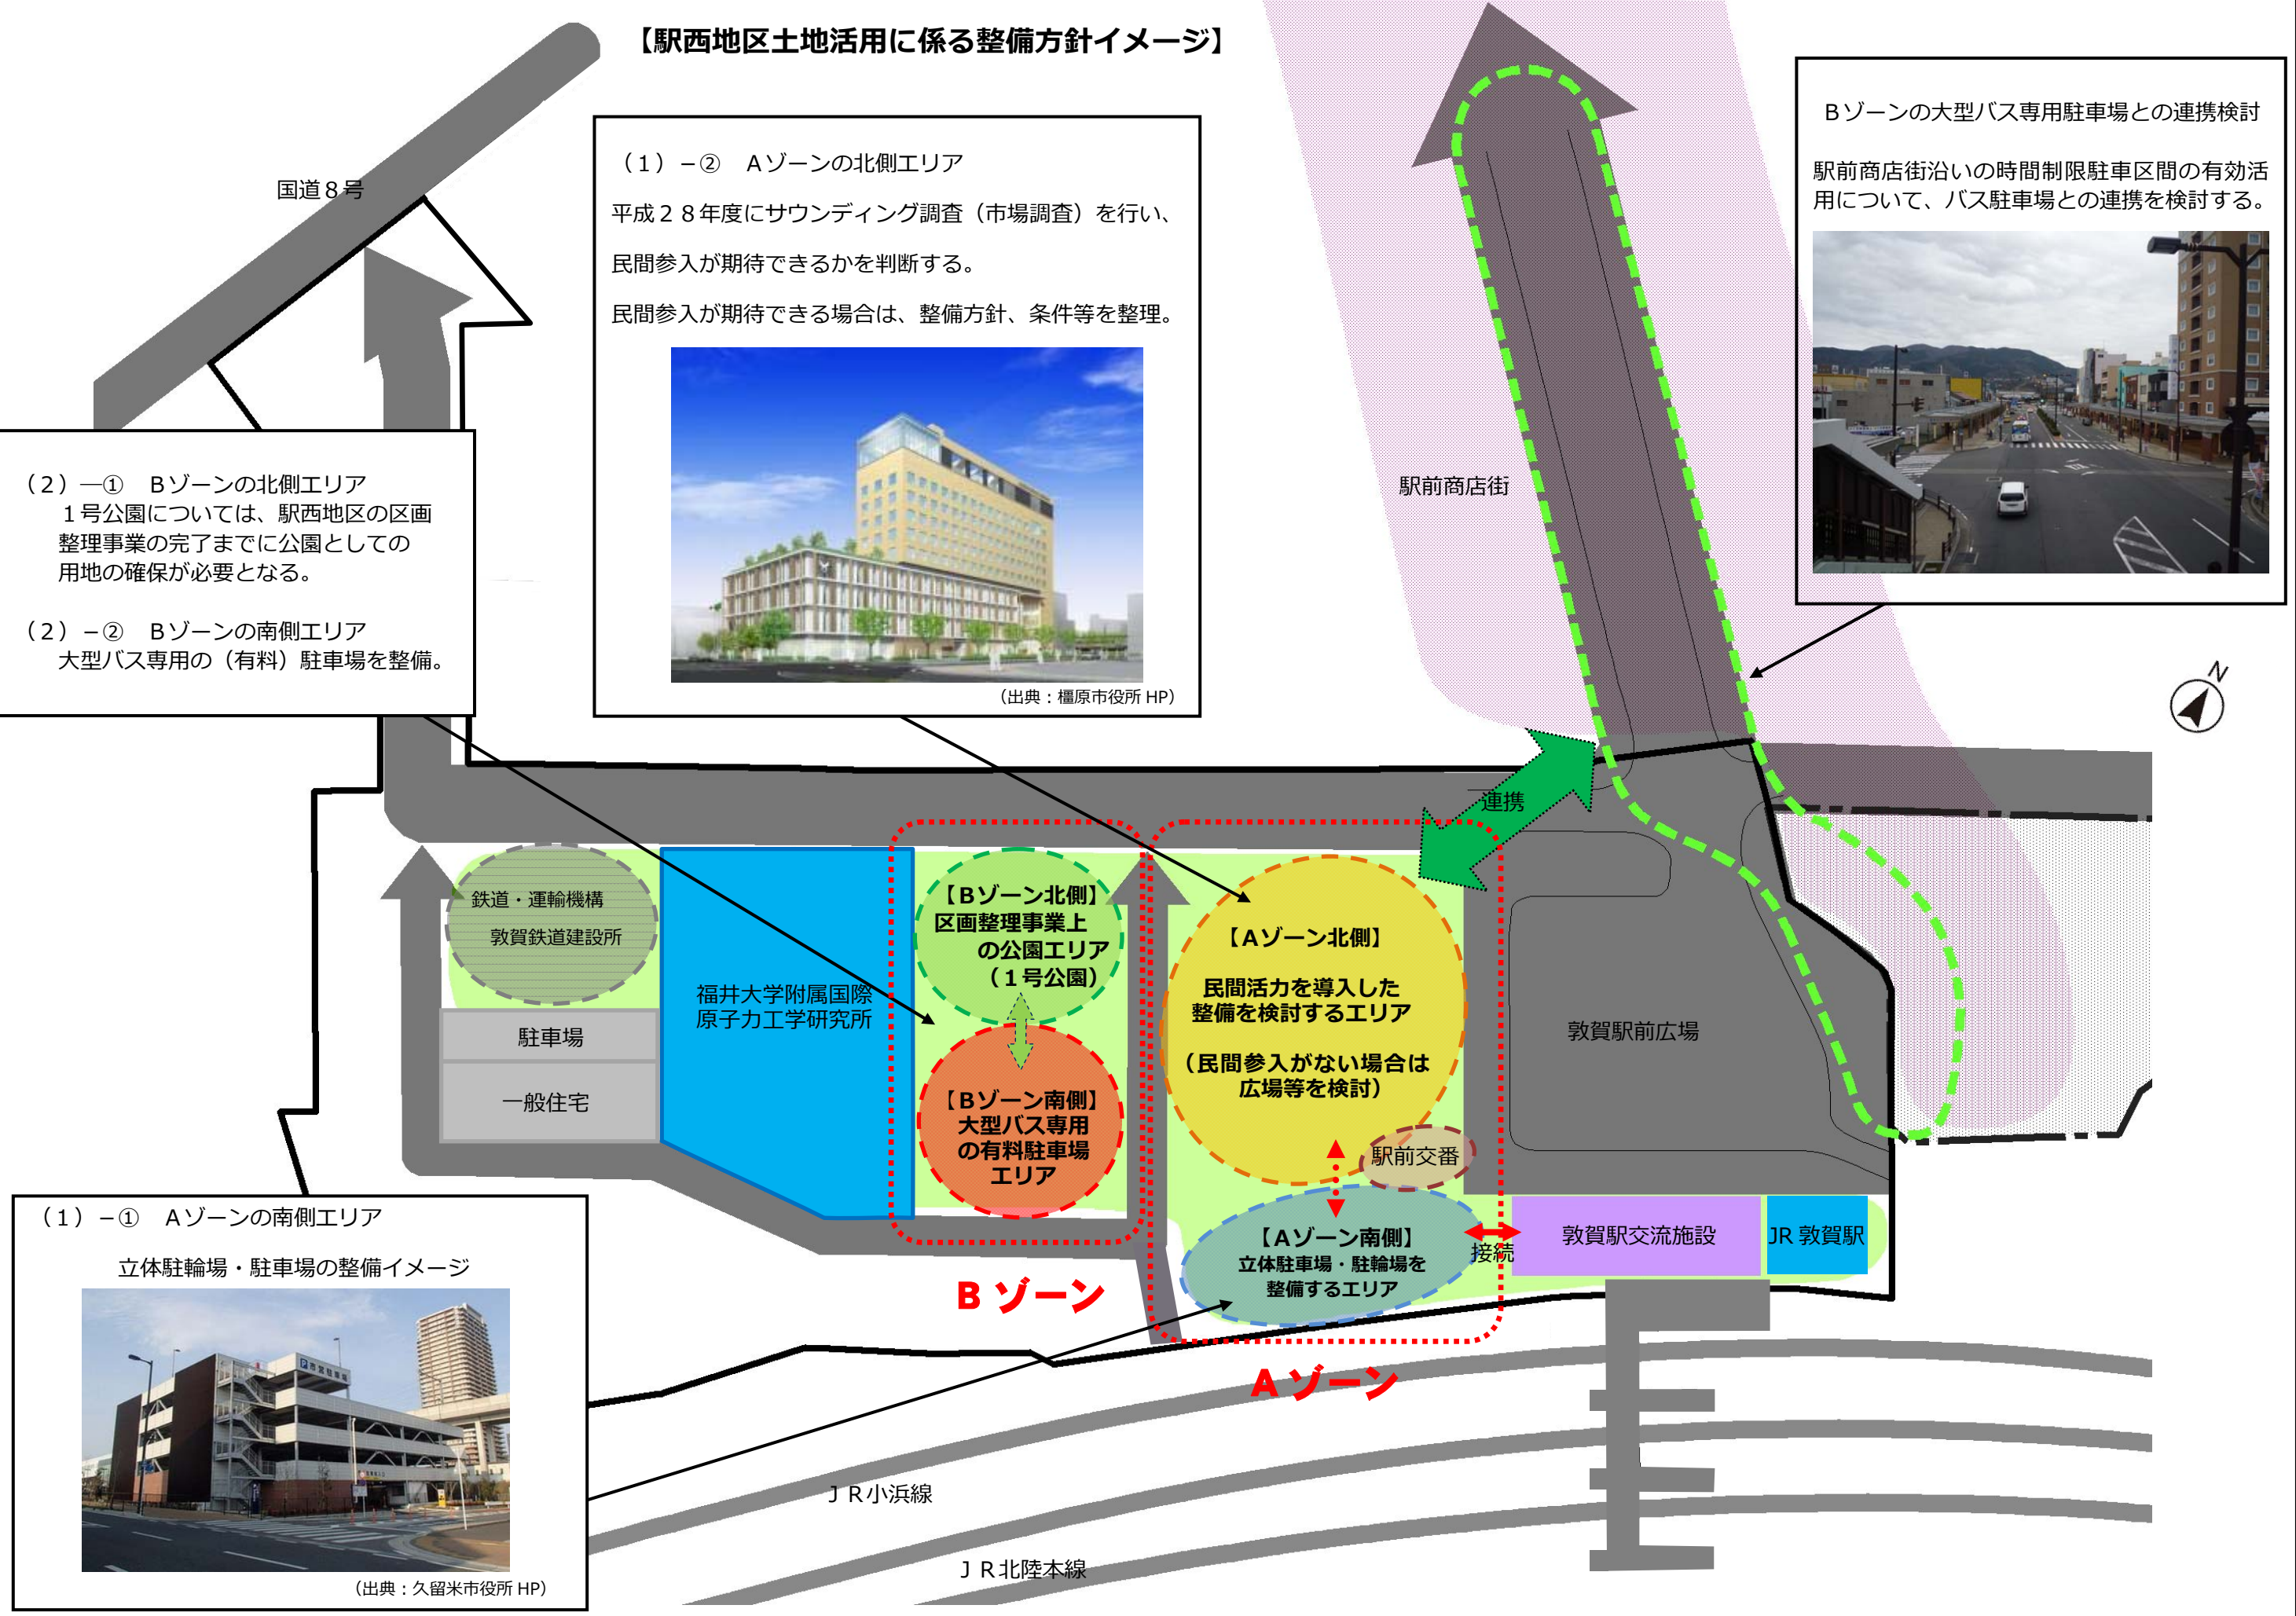 【駅西地区土地活用に係る整備方針イメージ】
国道８号
（１）－② Ａゾーンの北側エリア
平成２８年度にサウンディング調査（市場調査）を行い、
民間参入が期待できるかを判断する。
民間参入が期待できる場合は、整備方針、条件等を整理。
（出典：橿原市役所 HP）
Ｂゾーンの大型バス専用駐車場との連携検討
駅前商店街沿いの時間制限駐車区間の有効活
用について、バス駐車場との連携を検討する。
（２）―① Ｂゾーンの北側エリア
１号公園については、駅西地区の区画
整理事業の完了までに公園としての
用地の確保が必要となる。
（２）－② Ｂゾーンの南側エリア
大型バス専用の（有料）駐車場を整備。
駅前商店街
N
連携
鉄道・運輸機構
敦賀鉄道建設所
駐車場
一般住宅
福井大学附属国際
原子力工学研究所
【Ｂゾーン北側】
区画整理事業上
の公園エリア
（１号公園）
【Ｂゾーン南側】
大型バス専用
の有料駐車場
エリア
【Ａゾーン北側】
民間活力を導入した
整備を検討するエリア
（民間参入がない場合は
広場等を検討）
駅前交番
【Ａゾーン南側】
立体駐車場・駐輪場を
整備するエリア
接続
敦賀駅前広場
敦賀駅交流施設
JR 敦賀駅
B ゾーン
A ゾーン
（１）－① Ａゾーンの南側エリア
立体駐輪場・駐車場の整備イメージ
P市営駐車場
（出典：久留米市役所 HP）
ＪＲ小浜線
ＪＲ北陸本線